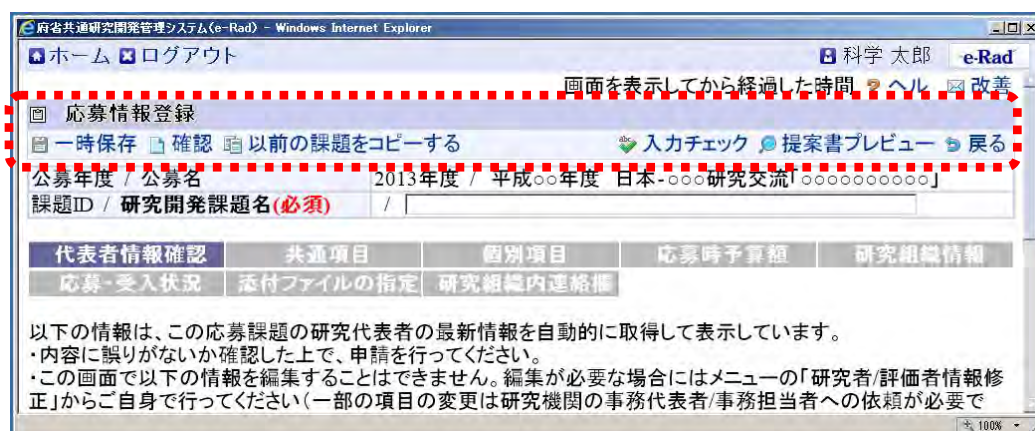 府省共通研究開発管理システム(e-Rad) - Windows Internet Explorer
ホーム ログアウト 科学 太郎 e-Rad
画面を表示してから経過した時間 ヘル 改善
応募情報登録
一時保存 確認 以前の課題をコピーする 入力チェック 提案書プレビュー 戻る
公募年度 / 公募名 2013年度 / 平成○○年度 日本-○○○研究交流「○○○○○○○○○○」
課題ID / 研究開発課題名(必須) /
代表者情報確認 共通項目 個別項目 応募時予算額 研究組織情報
応募・受入状況 添付ファイルの指定 研究組織内連絡欄
以下の情報は、この応募課題の研究代表者の最新情報を自動的に取得して表示しています。
・内容に誤りがないか確認した上で、申請を行ってください。
・この画面で以下の情報を編集することはできません。編集が必要な場合にはメニューの「研究者/評価者情報修
正」からご自身で行ってください(一部の項目の変更は研究機関の事務代表者/事務担当者への依頼が必要で
100%